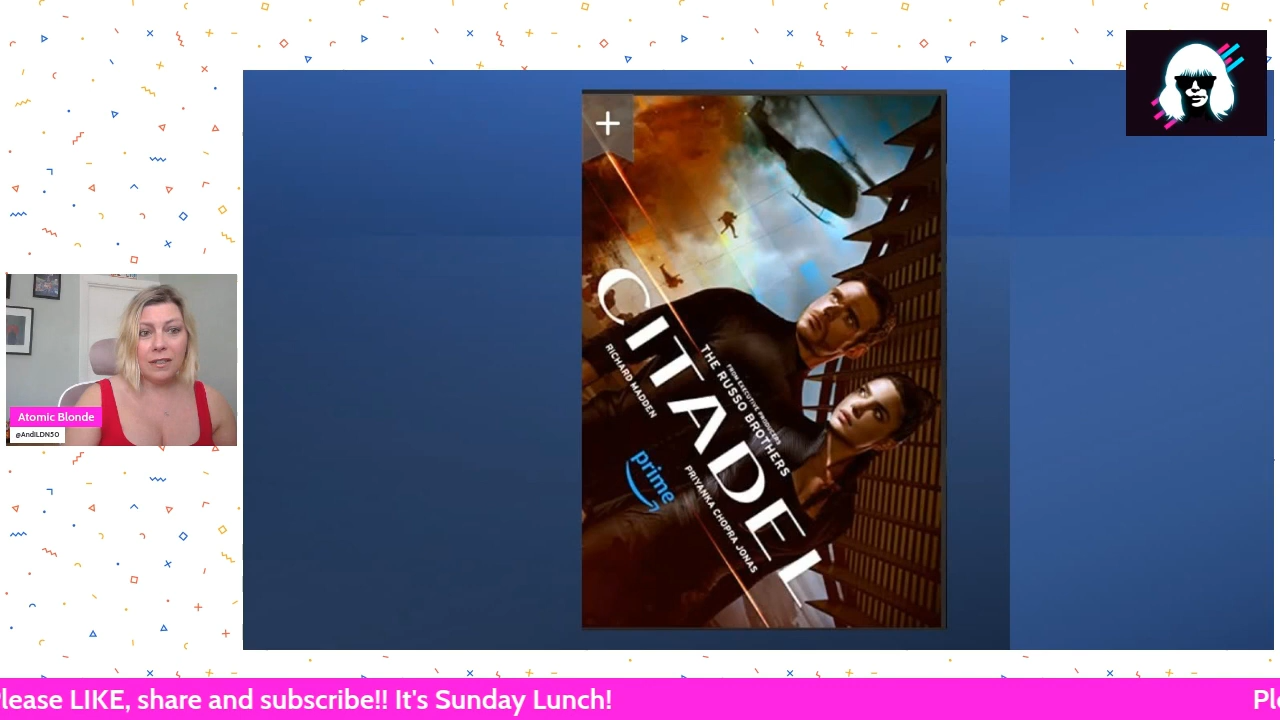 +
CITADEL
RICHARD MADDEN
FROM EXECUTIVE PRODUCERS
THE RUSSO BROTHERS
PRIYANKA CHOPRA JONAS
prime
Atomic Blonde
@AndiLDN50
lease LIKE, share and subscribe!! It's Sunday Lunch!
Ple